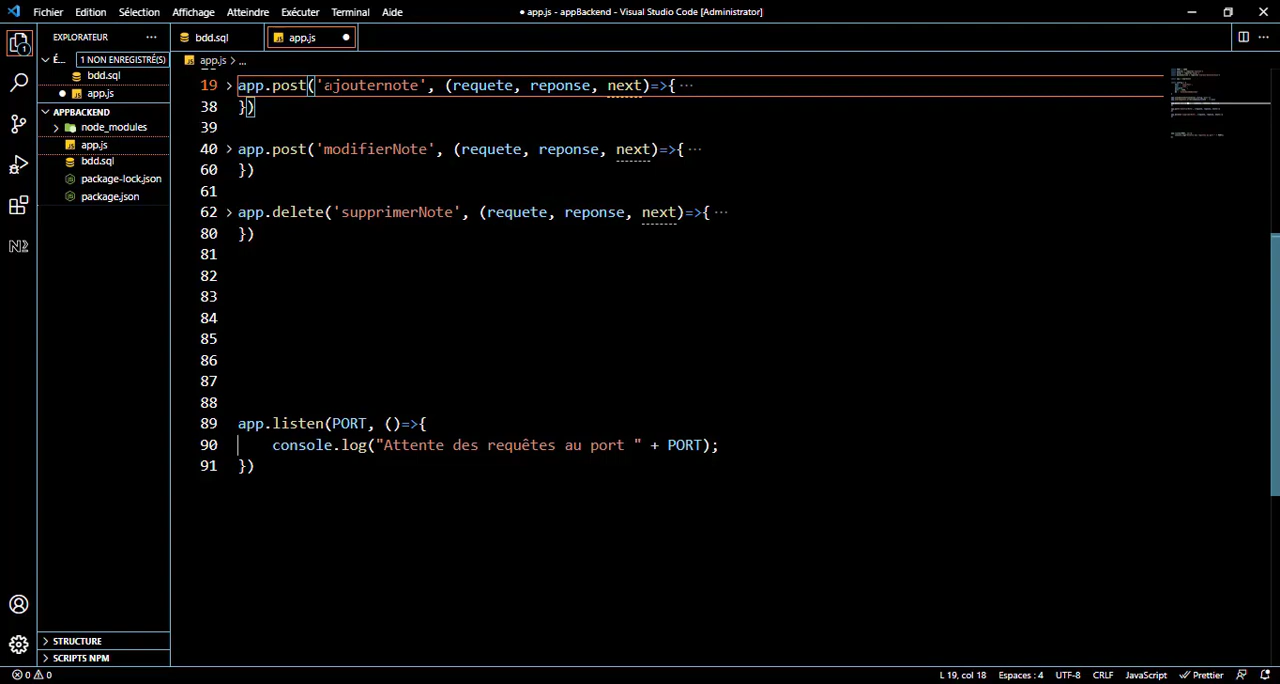 Fichier Edition Sélection Affichage Atteindre Exécuter Terminal Aide
● app.js - appBackend - Visual Studio Code [Administrator]
EXPLORATEUR ···
bdd.sql
app.js ●
É... 1 NON ENREGISTRÉ(S)
bdd.sql
● app.js
APPBACKEND
node_modules
app.js
bdd.sql
package-lock.json
package.json
STRUCTURE
SCRIPTS NPM
app.js > ...
19 app.post('ajouternote', (requete, reponse, next)=>{ ···
38 })
39
40 app.post('modifierNote', (requete, reponse, next)=>{ ···
60 })
61
62 app.delete('supprimerNote', (requete, reponse, next)=>{ ···
80 })
81
82
83
84
85
86
87
88
89 app.listen(PORT, ()=>{
90 console.log("Attente des requêtes au port " + PORT);
91 })
0 0
L 19, col 18 Espaces : 4 UTF-8 CRLF JavaScript Prettier